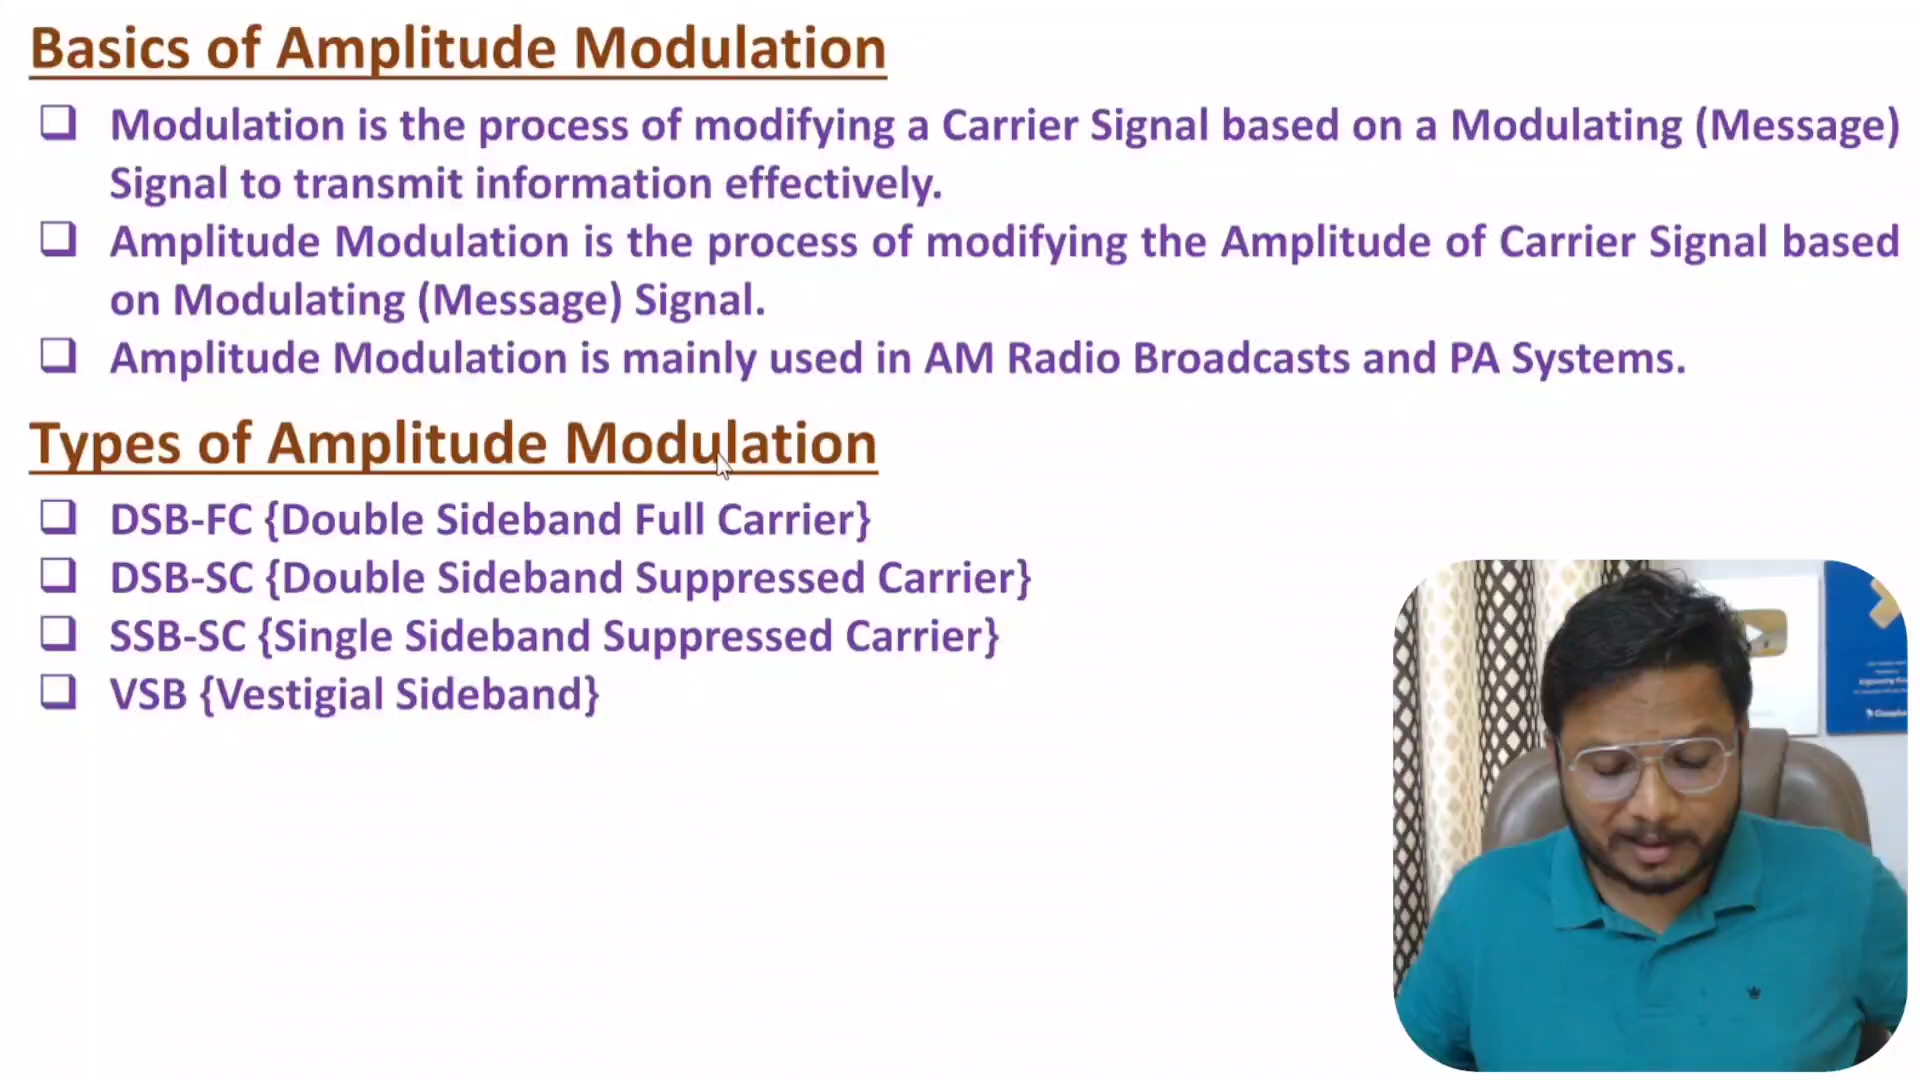 Basics of Amplitude Modulation
❑ Modulation is the process of modifying a Carrier Signal based on a Modulating (Message)
Signal to transmit information effectively.
❑ Amplitude Modulation is the process of modifying the Amplitude of Carrier Signal based
on Modulating (Message) Signal.
❑ Amplitude Modulation is mainly used in AM Radio Broadcasts and PA Systems.
Types of Amplitude Modulation
❑ DSB-FC {Double Sideband Full Carrier}
❑ DSB-SC {Double Sideband Suppressed Carrier}
❑ SSB-SC {Single Sideband Suppressed Carrier}
❑ VSB {Vestigial Sideband}